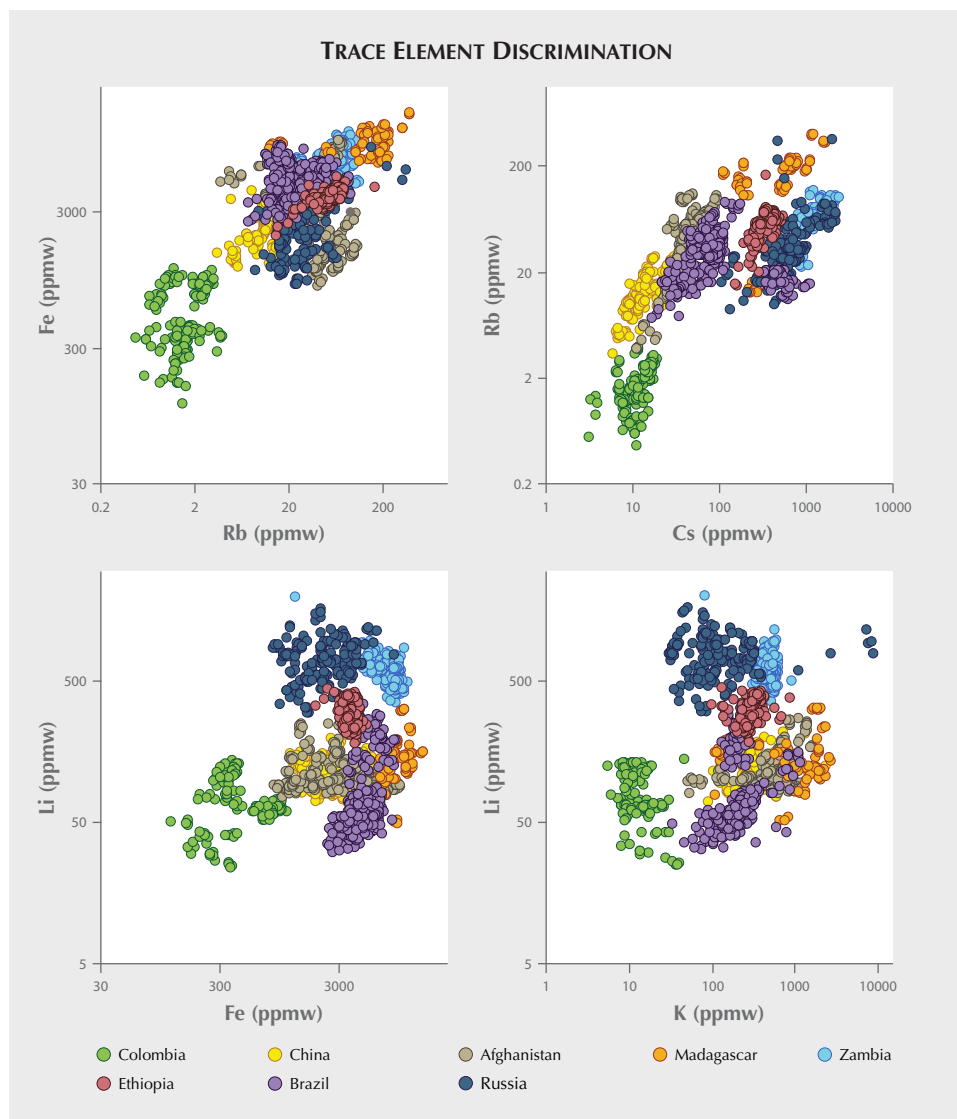 TRACE ELEMENT DISCRIMINATION
Fe (ppmw)
3000
300
30
0.2
2
20
200
Rb (ppmw)
Rb (ppmw)
200
20
2
0.2
1
10
100
1000
10000
Cs (ppmw)
Li (ppmw)
500
50
5
30
300
3000
Fe (ppmw)
Li (ppmw)
500
50
5
1
10
100
1000
10000
K (ppmw)
Colombia
China
Afghanistan
Madagascar
Zambia
Ethiopia
Brazil
Russia